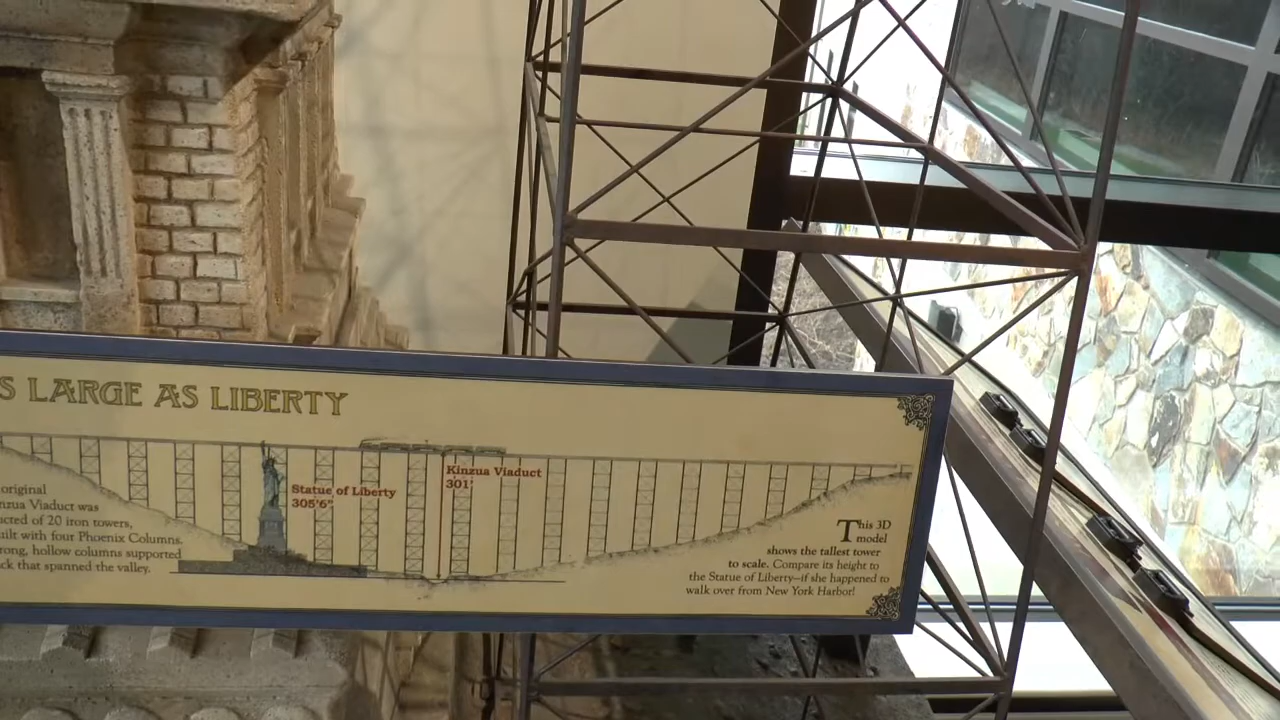 S LARGE AS LIBERTY
Kinzua Viaduct
301'
Statue of Liberty
305'6"
original
nzua Viaduct was
cted of 20 iron towers,
uilt with four Phoenix Columns.
rong, hollow columns supported
ck that spanned the valley.
This 3D
model
shows the tallest tower
to scale. Compare its height to
the Statue of Liberty—if she happened to
walk over from New York Harbor!